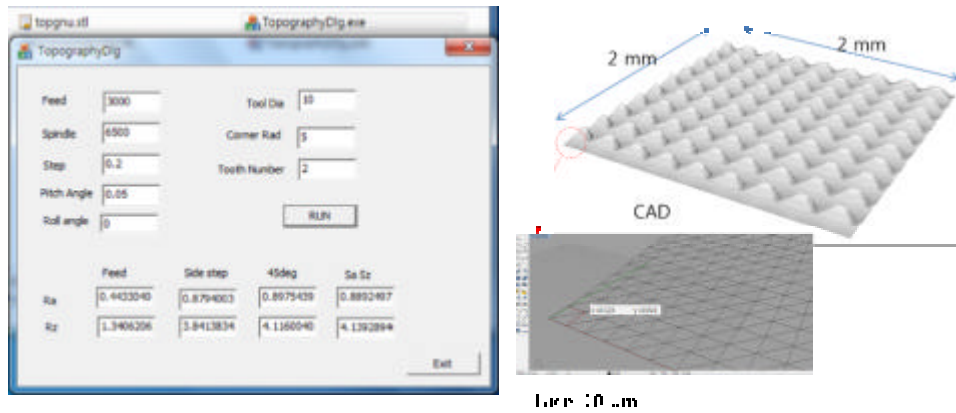 topgnu.stl TopographyDlg.exe
TopographyDlg
Feed 3000 Tool Dia 10
Spindle 6500 Corner Rad 5
Step 0.2 Tooth Number 2
Pitch Angle 0.05
Roll angle 0
RUN
Feed Side step 45deg Sa Sz
Ra 0.4433040 0.8794003 0.8975439 0.8892407
Rz 1.3406206 3.8413834 4.1160040 4.1392894
Exit
2 mm 2 mm
CAD